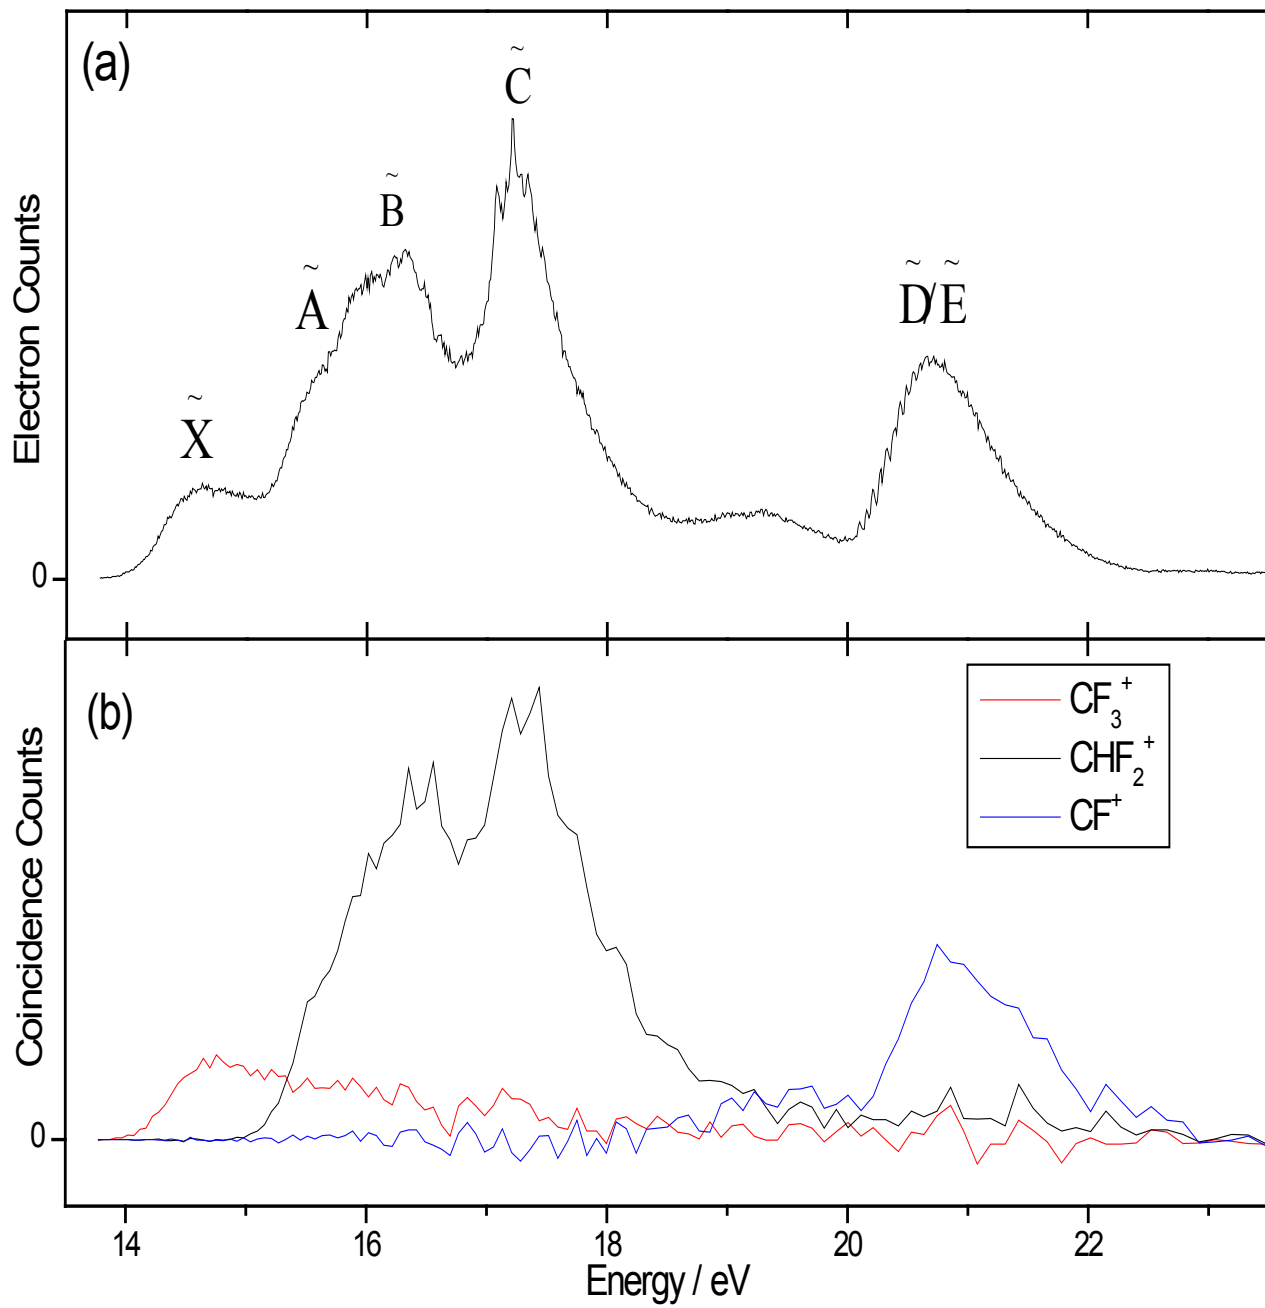 (a)
X̃
Ã
B̃
C̃
D̃/Ẽ
Electron Counts
0
(b)
CF₃⁺
CHF₂⁺
CF⁺
Coincidence Counts
0
14 16 18 20 22
Energy / eV